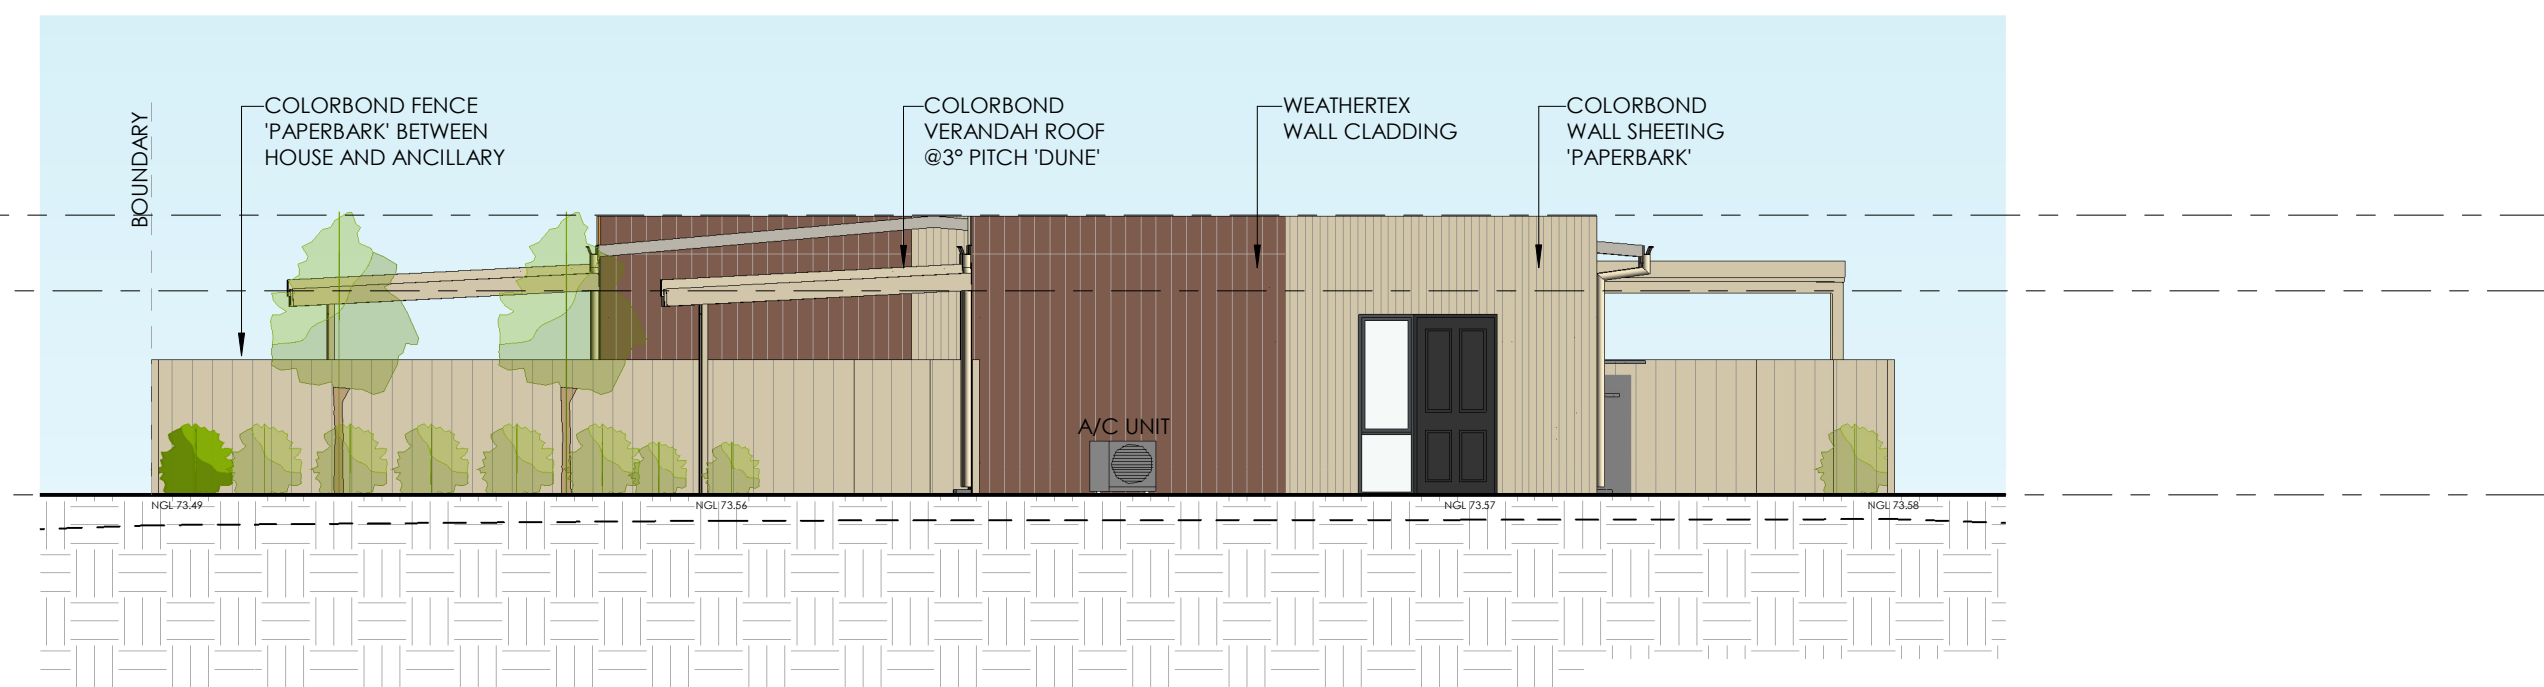 BOUNDARY
COLORBOND FENCE
'PAPERBARK' BETWEEN
HOUSE AND ANCILLARY
COLORBOND
VERANDAH ROOF
@3° PITCH 'DUNE'
WEATHERTEX
WALL CLADDING
COLORBOND
WALL SHEETING
'PAPERBARK'
A/C UNIT
NGL 73.49
NGL 73.56
NGL 73.57
NGL 73.58